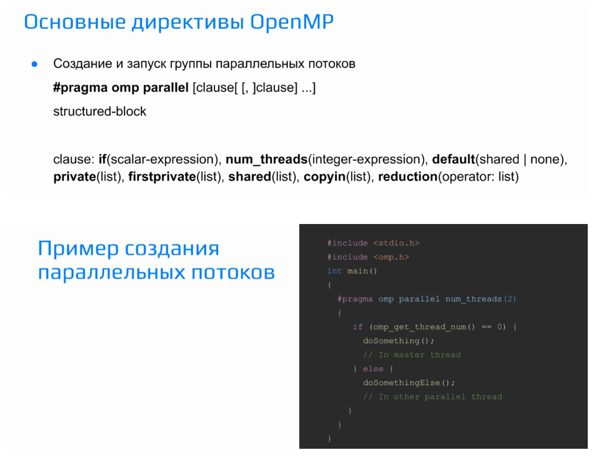 Основные директивы OpenMP
● Создание и запуск группы параллельных потоков
#pragma omp parallel [clause[ [, ]clause] ...]
structured-block
clause: if(scalar-expression), num_threads(integer-expression), default(shared | none),
private(list), firstprivate(list), shared(list), copyin(list), reduction(operator: list)
Пример создания
параллельных потоков
#include <stdio.h>
#include <omp.h>
int main()
{
#pragma omp parallel num_threads(2)
{
if (omp_get_thread_num() == 0) {
doSomething();
// In master thread
} else {
doSomethingElse();
// In other parallel thread
}
}
}